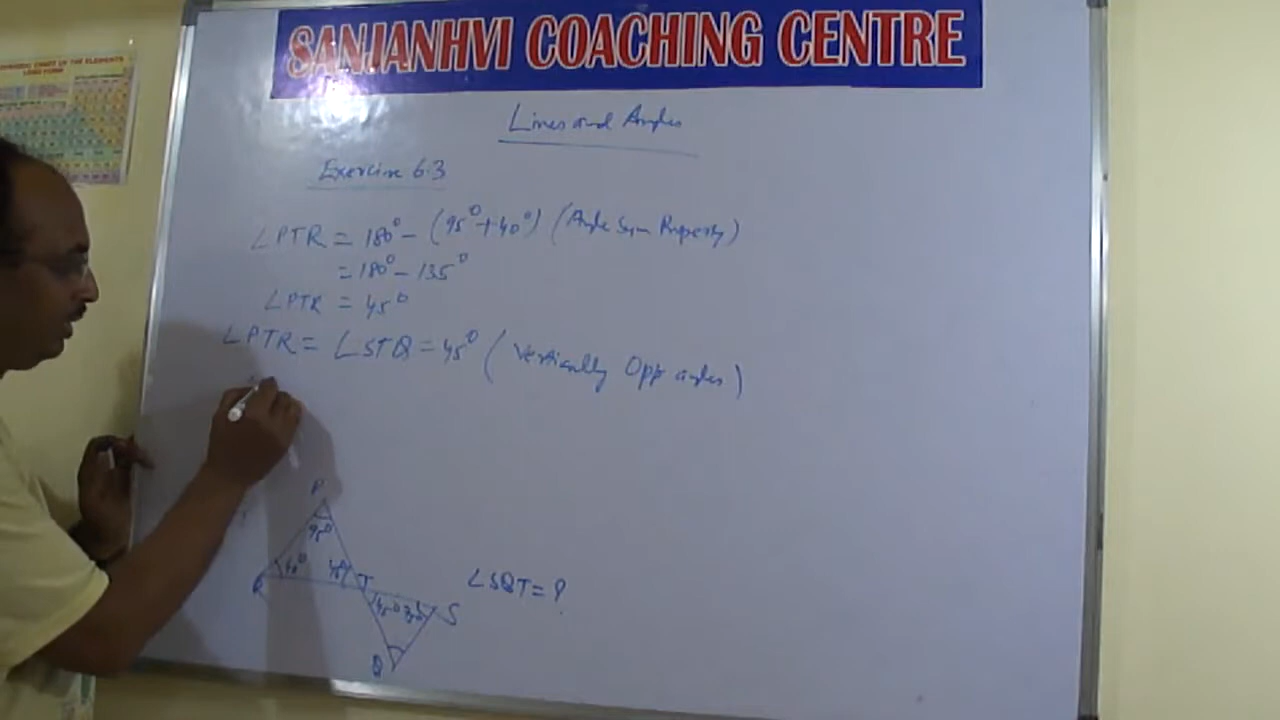 SANJANHVI COACHING CENTRE
Lines and Angles
Exercise 6.3
∠PTR = 180° - (95° + 40°) (Angle Sum Property)
= 180° - 135°
∠PTR = 45°
∠PTR = ∠STQ = 45° (Vertically Opp angles)
P
95°
R 40° 45° T
45° S
∠SQT = ?
Q